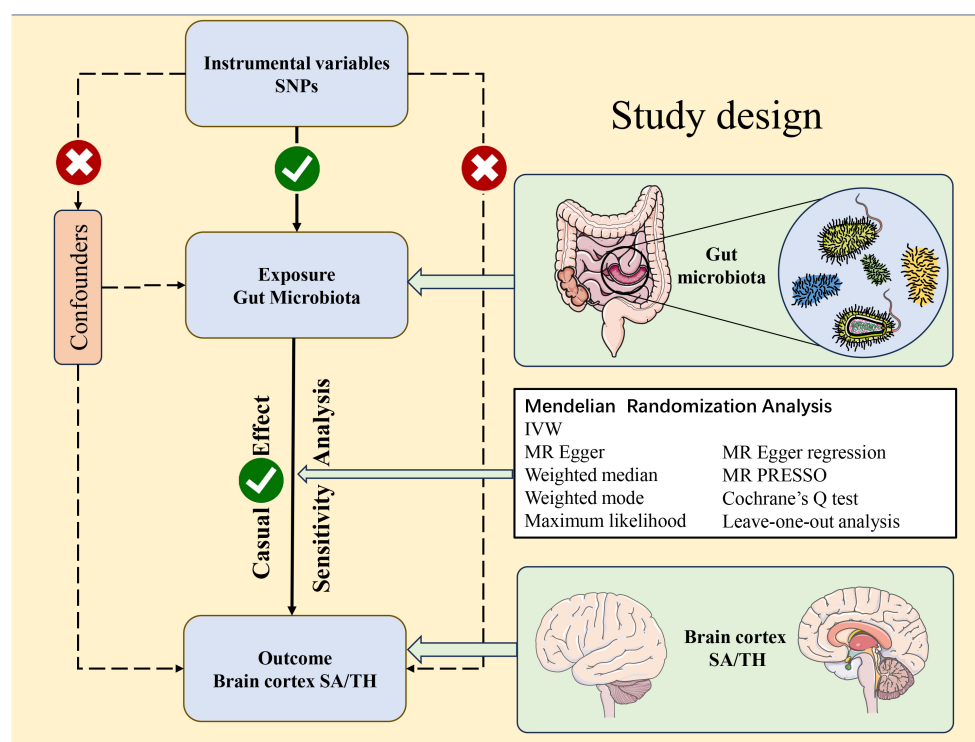 Instrumental variables
SNPs
Study design
Confounders
Exposure
Gut Microbiota
Gut
microbiota
Casual Effect
Sensitivity Analysis
Mendelian Randomization Analysis
IVW
MR Egger
Weighted median
Weighted mode
Maximum likelihood
MR Egger regression
MR PRESSO
Cochrane's Q test
Leave-one-out analysis
Outcome
Brain cortex SA/TH
Brain cortex
SA/TH